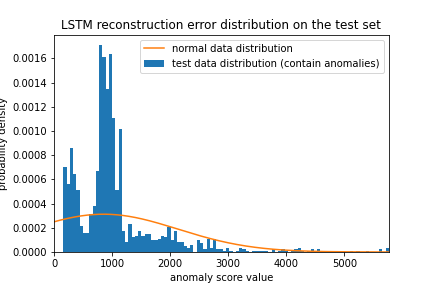 LSTM reconstruction error distribution on the test set
normal data distribution
test data distribution (contain anomalies)
probability density
0.0016
0.0014
0.0012
0.0010
0.0008
0.0006
0.0004
0.0002
0.0000
0 1000 2000 3000 4000 5000
anomaly score value